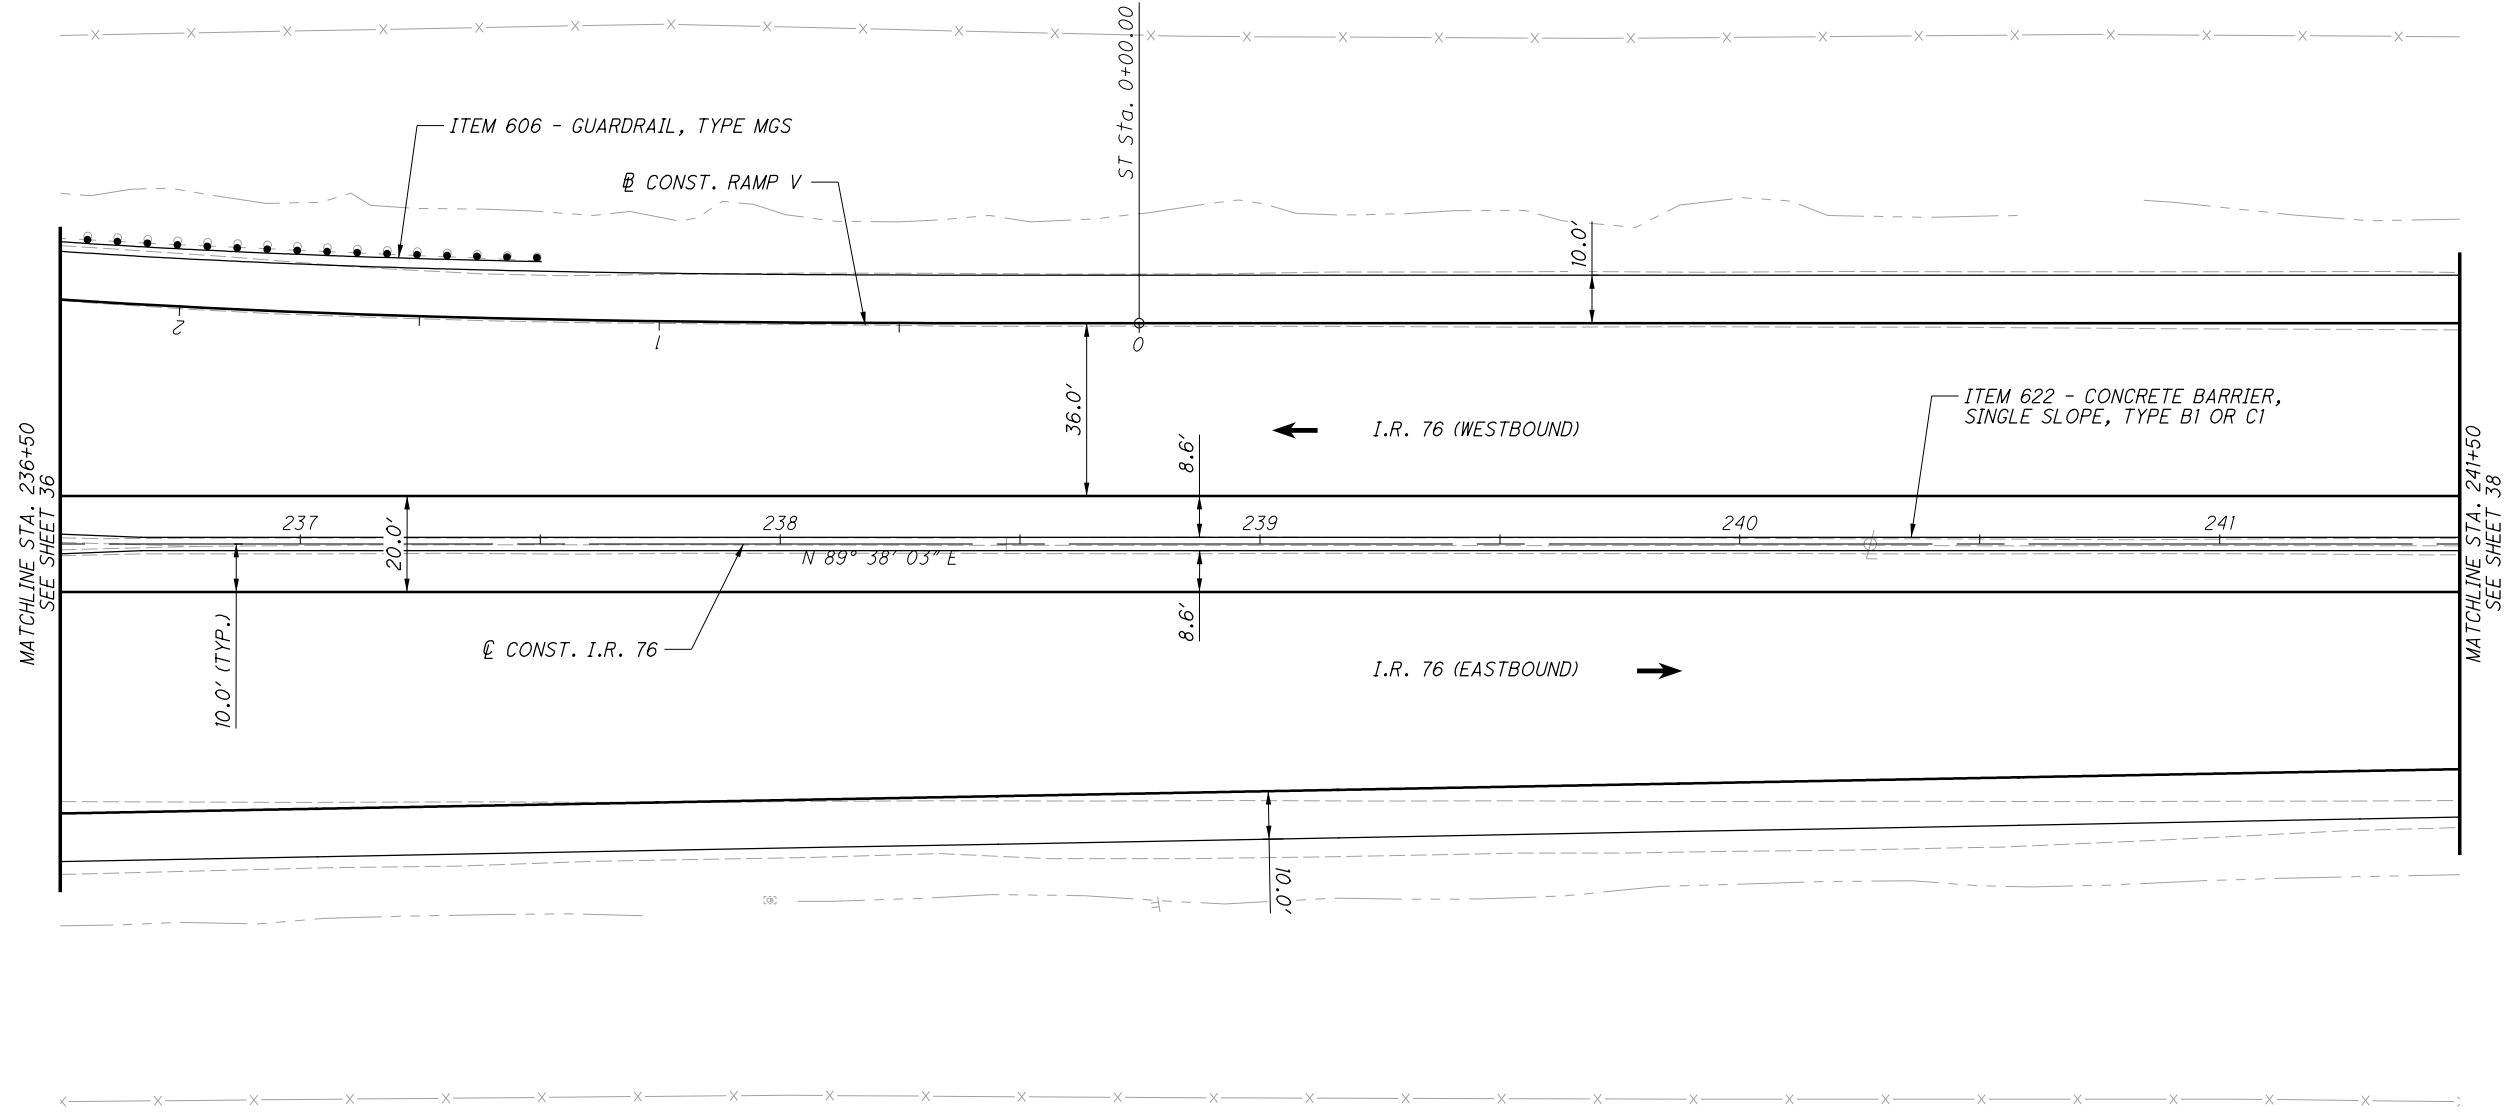 ST Sta. 0+00.00
ITEM 606 - GUARDRAIL, TYPE MGS
℄ CONST. RAMP V
10.0'
2
1
0
36.0'
ITEM 622 - CONCRETE BARRIER,
SINGLE SLOPE, TYPE B1 OR C1
I.R. 76 (WESTBOUND)
8.6'
MATCHLINE STA. 236+50
SEE SHEET 36
MATCHLINE STA. 241+50
SEE SHEET 38
237
238
239
240
241
20.0'
N 89° 38' 03" E
8.6'
10.0' (TYP.)
℄ CONST. I.R. 76
I.R. 76 (EASTBOUND)
10.0'